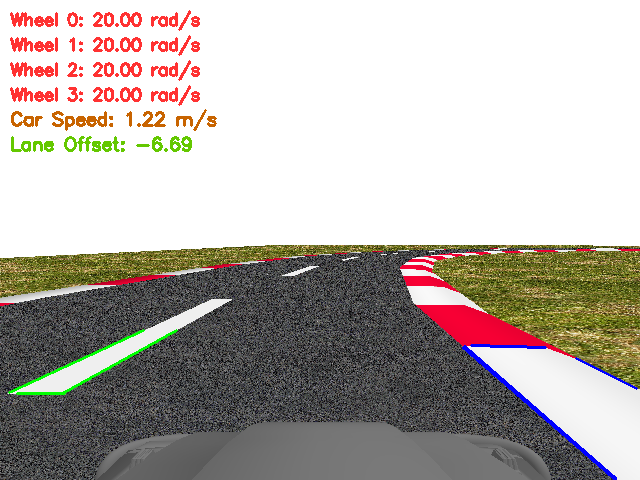 Wheel 0: 20.00 rad/s
Wheel 1: 20.00 rad/s
Wheel 2: 20.00 rad/s
Wheel 3: 20.00 rad/s
Car Speed: 1.22 m/s
Lane Offset: -6.69